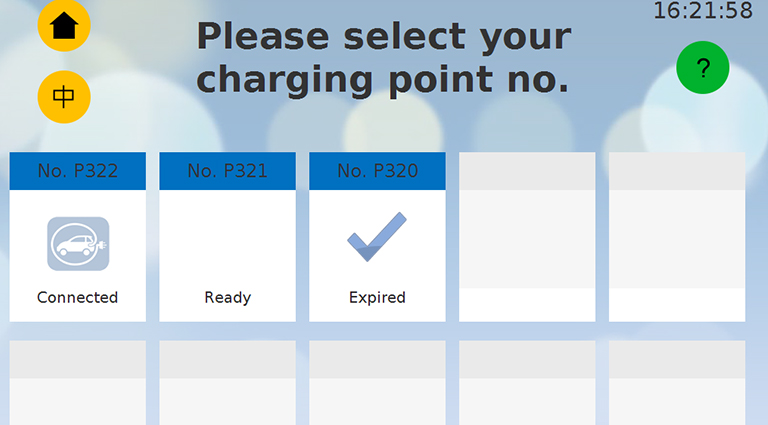 16:21:58
Please select your
charging point no.
?
中
No. P322
No. P321
No. P320
Connected
Ready
Expired